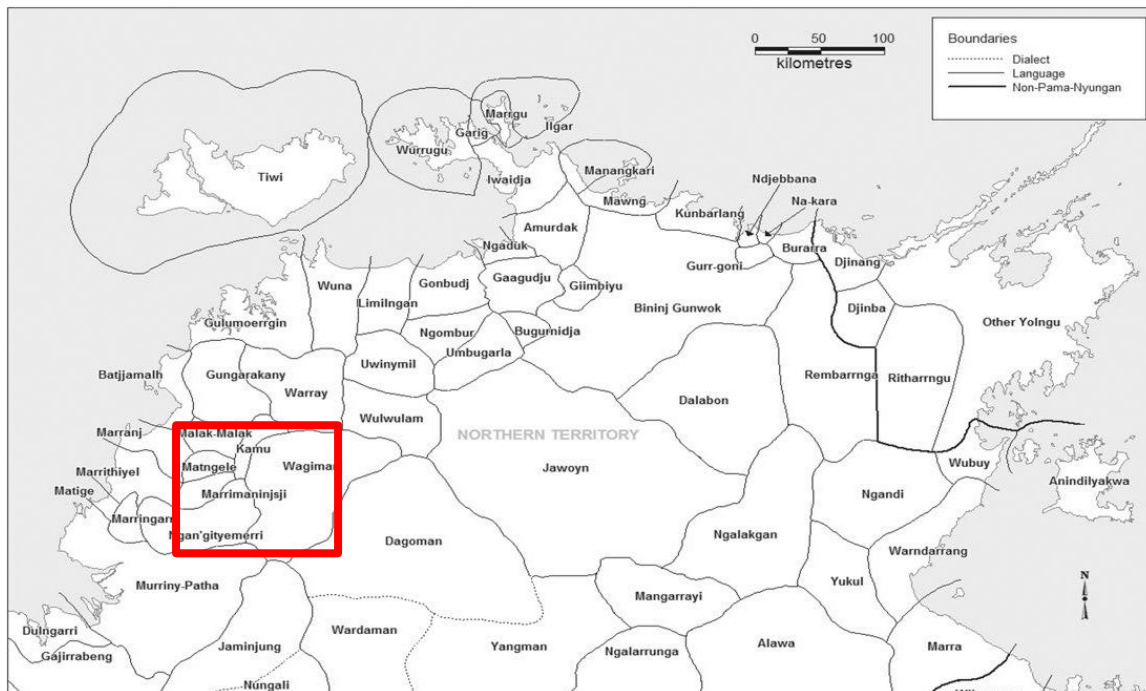 0 50 100
kilometres
Boundaries
Dialect
Language
Non-Pama-Nyungan
Marrgu
Garig
Ilgar
Wurrugu
Tiwi
Iwaidja
Manangkari
Mawng
Ndjebbana
Na-kara
Kunbarlang
Amurdak
Ngaduk
Burarra
Gurr-goni
Djinang
Gaagudju
Giimbiyu
Wuna
Gonbudj
Limilngan
Bininj Gunwok
Djinba
Other Yolngu
Gulumoerrgin
Ngombur
Bugurnidja
Umbugarla
Uwinymil
Batjjamalh
Gungarakany
Warray
Rembarrnga
Ritharrngu
Dalabon
Wulwulam
Marranj
Malak-Malak
Kamu
NORTHERN TERRITORY
Matngele
Wagiman
Jawoyn
Wubuy
Marrithiyel
Anindilyakwa
Matige
Marrimaninjsji
Ngandi
Marringarr
Ngan'gityemerri
Dagoman
Ngalakgan
Warndarrang
Murriny-Patha
Yukul
N
Mangarrayi
Dulngarri
Gajirrabeng
Jaminjung
Wardaman
Yangman
Ngalarrunga
Alawa
Marra
Nungali